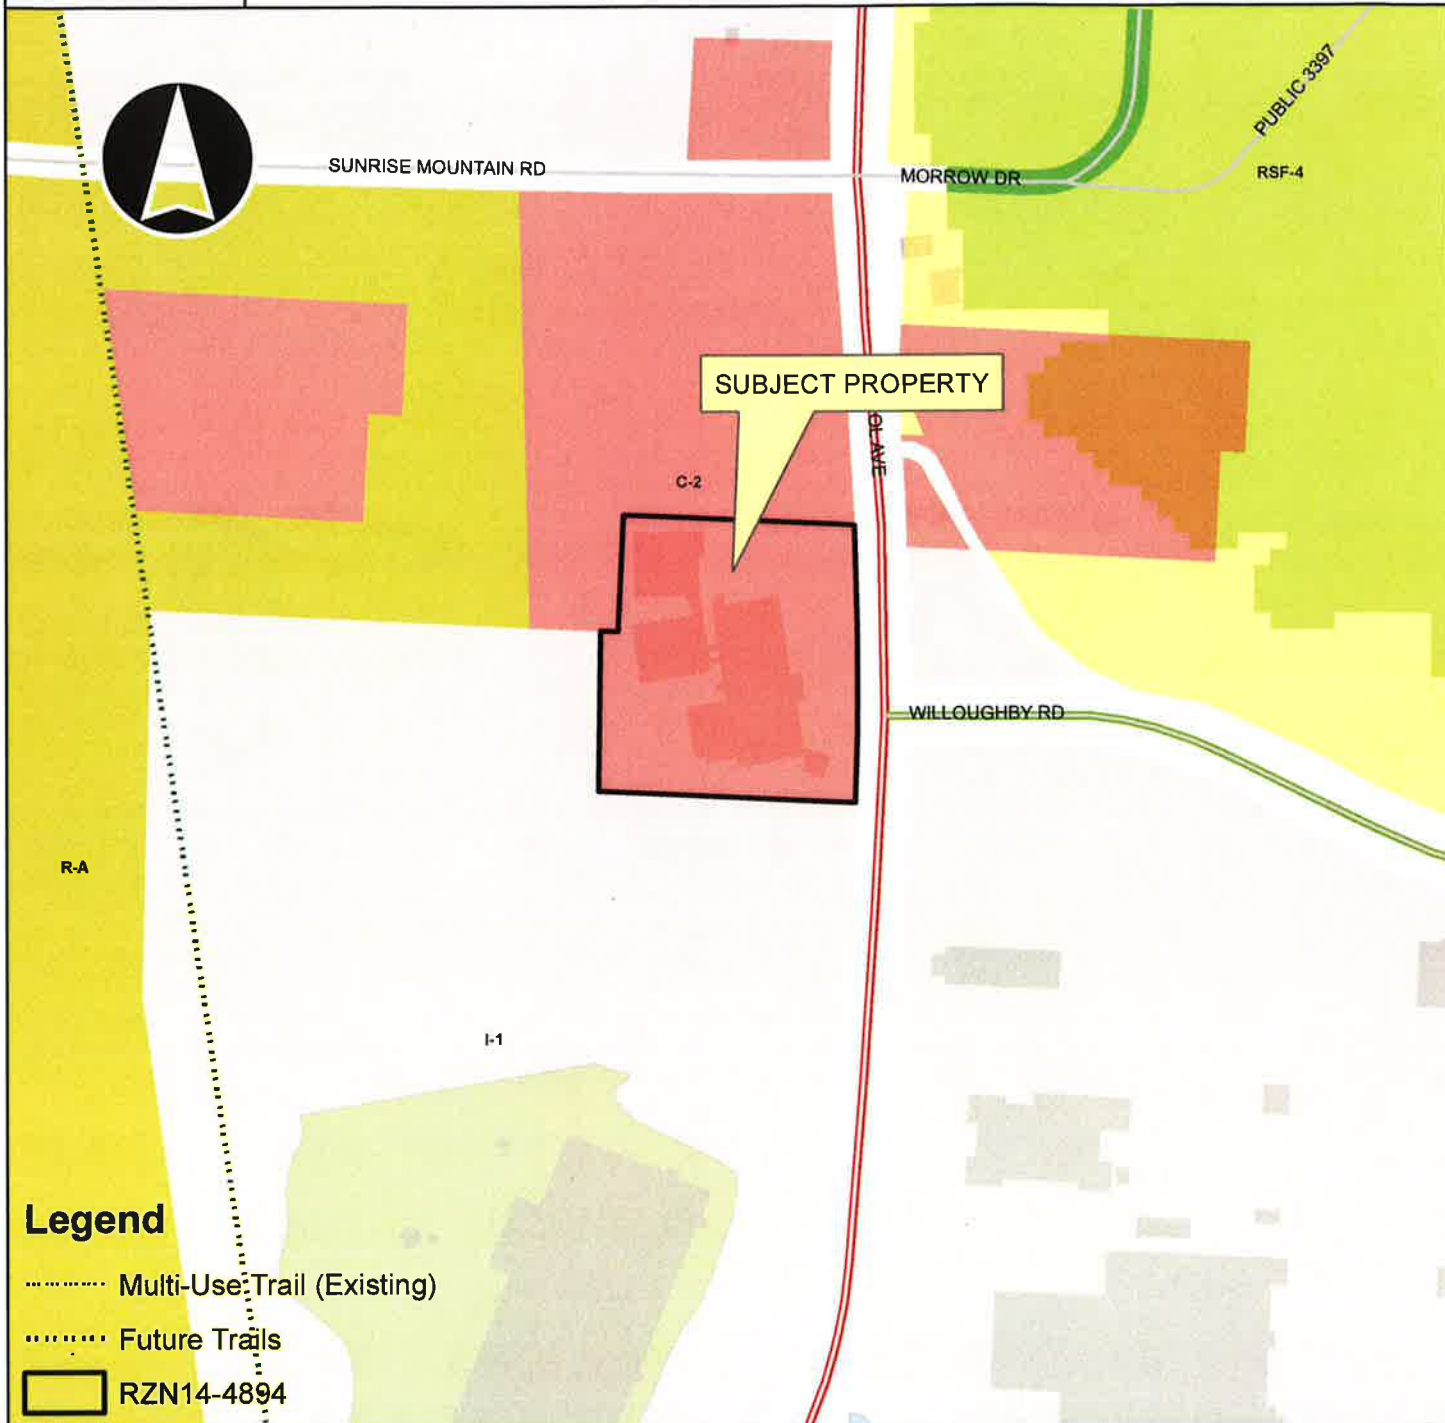 SUNRISE MOUNTAIN RD
MORROW DR
PUBLIC 3397
RSF-4
SUBJECT PROPERTY
OL AVE
C-2
WILLOUGHBY RD
R-A
I-1
Legend
Multi-Use Trail (Existing)
Future Trails
RZN14-4894